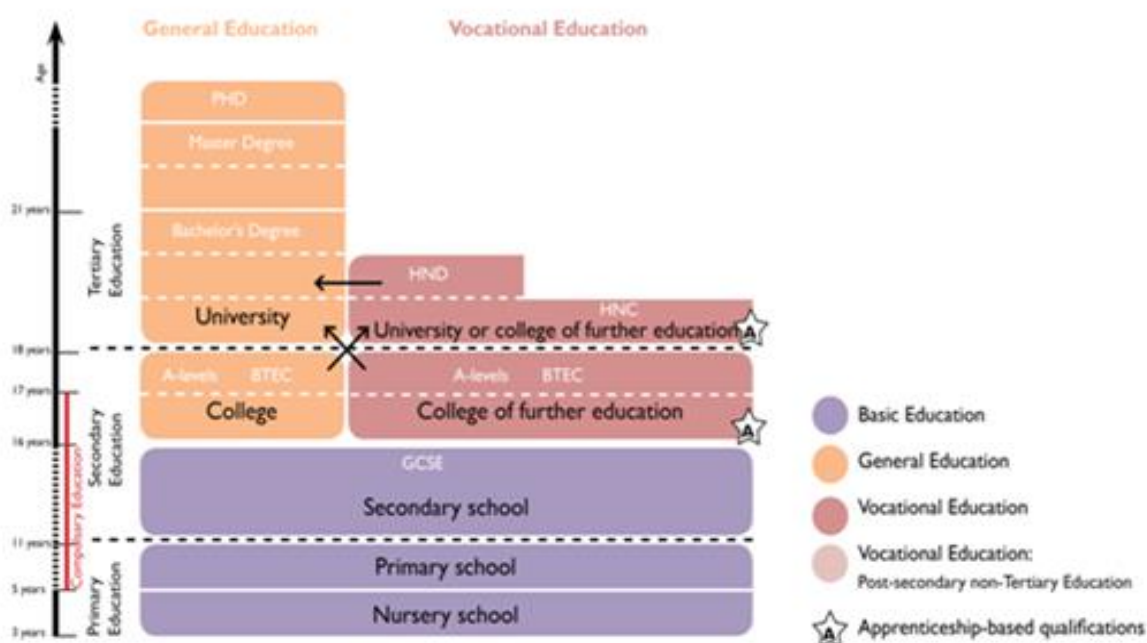 General Education
Vocational Education
Age
PHD
Master Degree
21 years
Bachelor's Degree
Tertiary
Education
HND
HNC
University
University or college of further education
A
18 years
A-levels BTEC
A-levels BTEC
17 years
College
College of further education
A
Secondary
Education
16 years
Compulsary Education
GCSE
Secondary school
11 years
Primary school
5 years
Primary
Education
Nursery school
3 years
Basic Education
General Education
Vocational Education
Vocational Education:
Post-secondary non-Tertiary Education
A
Apprenticeship-based qualifications